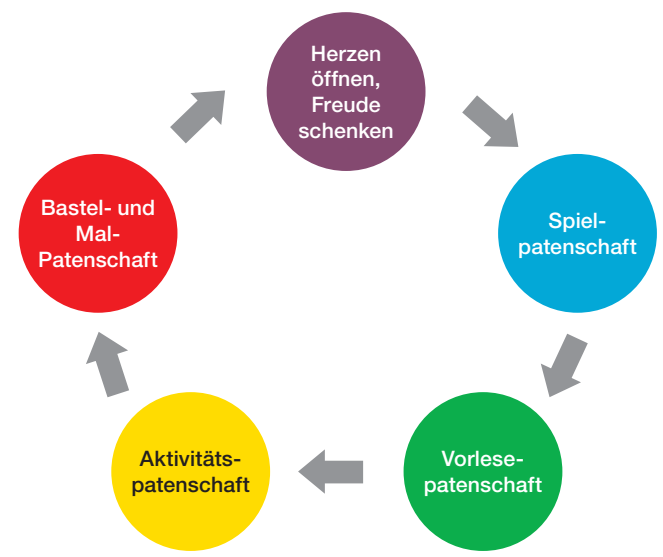 Herzen
öffnen,
Freude
schenken
Spiel-
patenschaft
Vorlese-
patenschaft
Aktivitäts-
patenschaft
Bastel- und
Mal-
Patenschaft